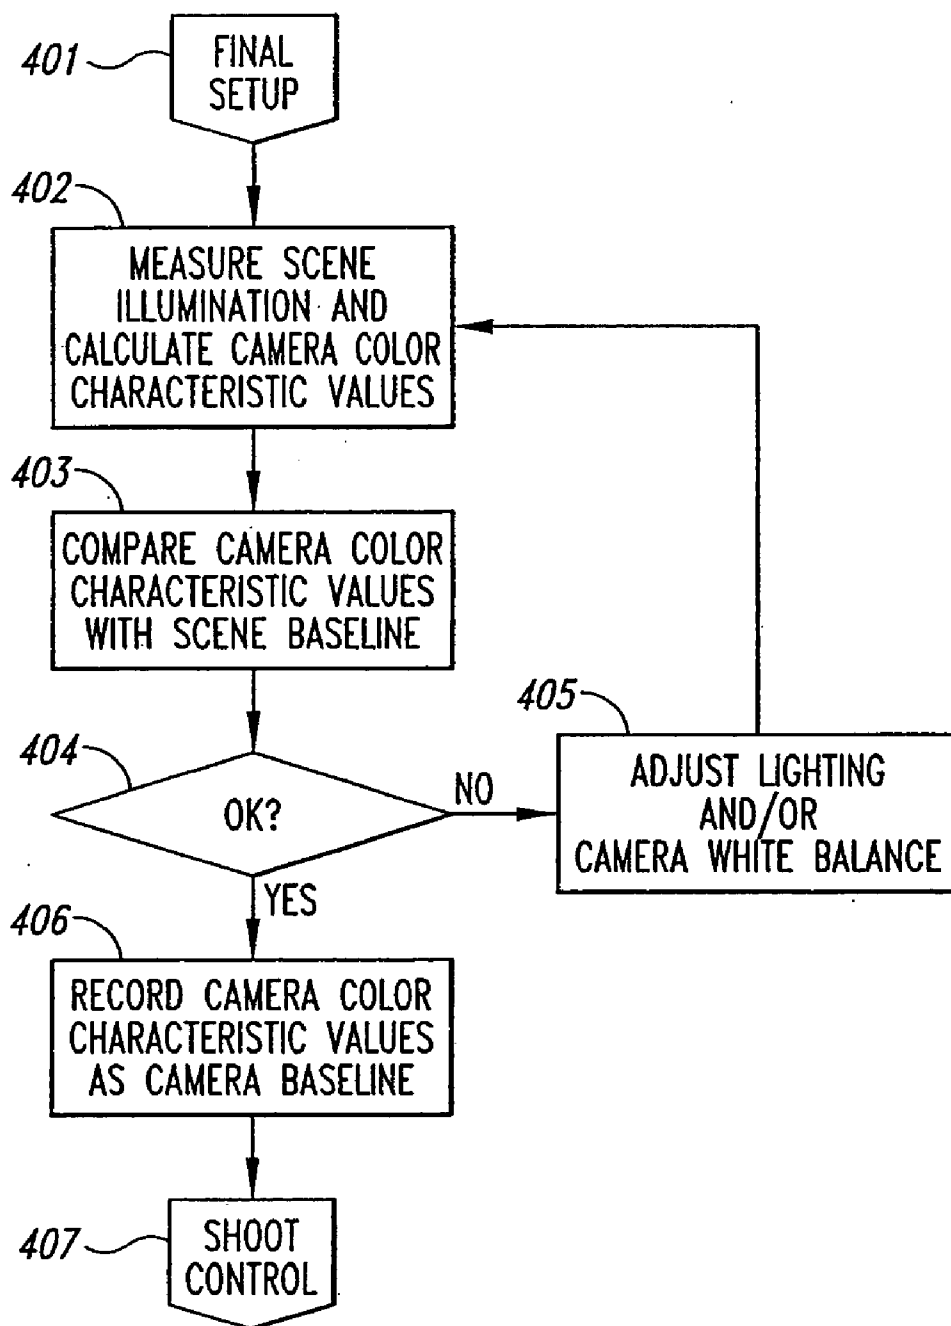 401
FINAL
SETUP
402
MEASURE SCENE
ILLUMINATION AND
CALCULATE CAMERA COLOR
CHARACTERISTIC VALUES
403
COMPARE CAMERA COLOR
CHARACTERISTIC VALUES
WITH SCENE BASELINE
404
OK?
NO
405
ADJUST LIGHTING
AND/OR
CAMERA WHITE BALANCE
YES
406
RECORD CAMERA COLOR
CHARACTERISTIC VALUES
AS CAMERA BASELINE
407
SHOOT
CONTROL